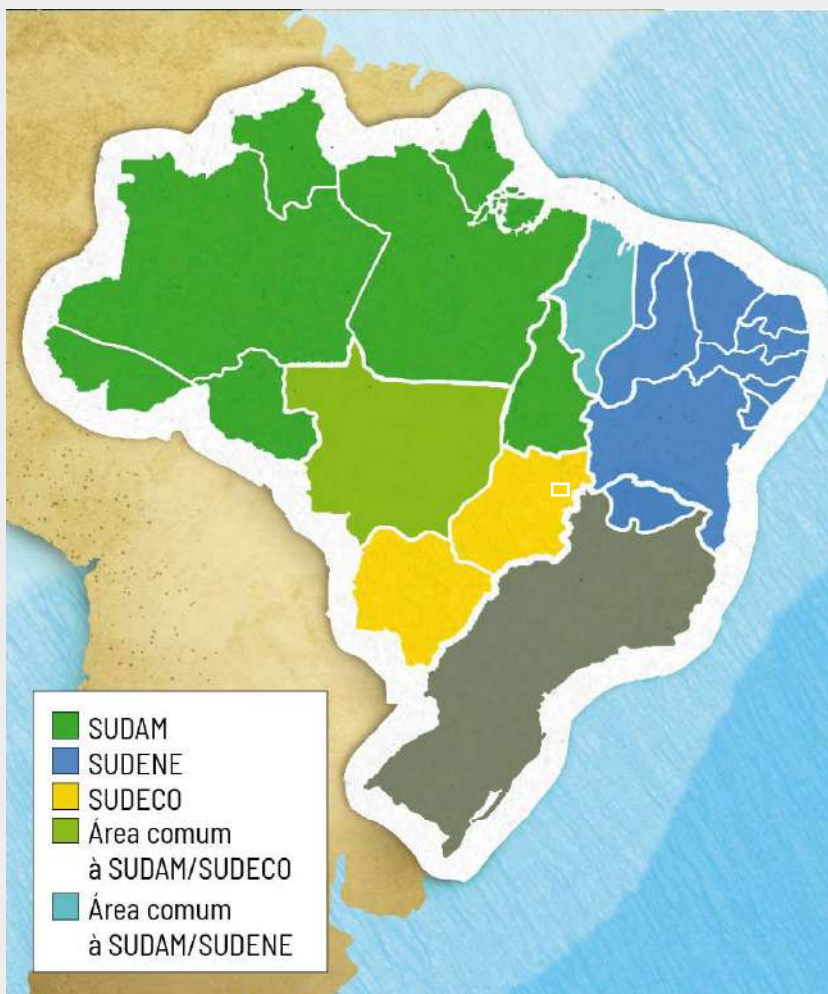 SUDAM
SUDENE
SUDECO
Área comum
à SUDAM/SUDECO
Área comum
à SUDAM/SUDENE